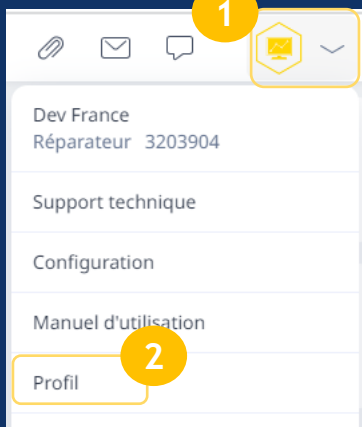 1
Dev France
Réparateur 3203904
Support technique
Configuration
Manuel d'utilisation
2
Profil